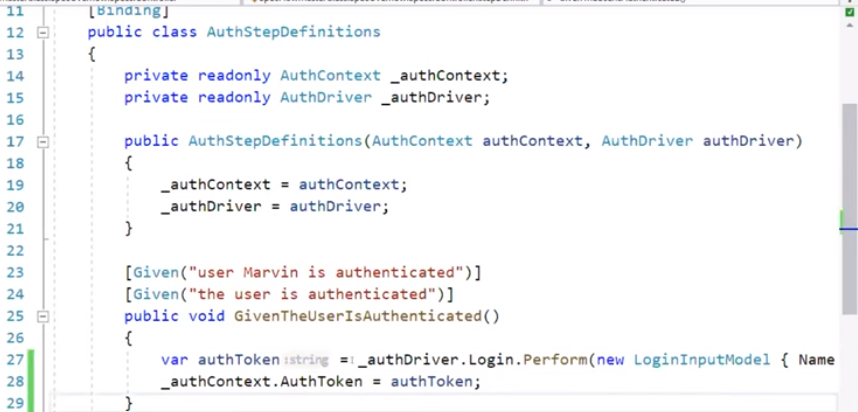 11 [Binding]
12 public class AuthStepDefinitions
13 {
14 private readonly AuthContext _authContext;
15 private readonly AuthDriver _authDriver;
16
17 public AuthStepDefinitions(AuthContext authContext, AuthDriver authDriver)
18 {
19 _authContext = authContext;
20 _authDriver = authDriver;
21 }
22
23 [Given("user Marvin is authenticated")]
24 [Given("the user is authenticated")]
25 public void GivenTheUserIsAuthenticated()
26 {
27 var authToken :string = _authDriver.Login.Perform(new LoginInputModel { Name
28 _authContext.AuthToken = authToken;
29 }